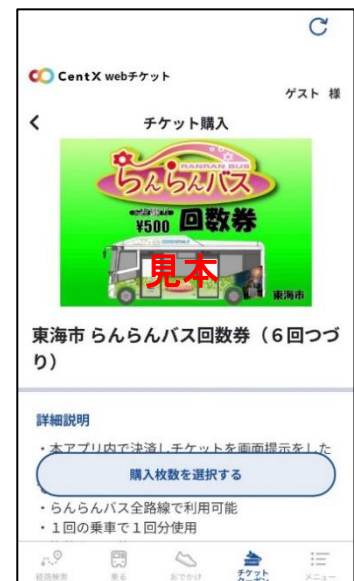 CentX webチケット
ゲスト 様
チケット購入
RANRAN BUS
らんらんバス
¥500 回数券
見本
東海市
東海市 らんらんバス回数券（６回つづ
り）
詳細説明
・本アプリ内で決済しチケットを画面提示をした
購入枚数を選択する
・らんらんバス全路線で利用可能
・１回の乗車で１回分使用
経路検索
乗る
おでかけ
チケット
クーポン
メニュー